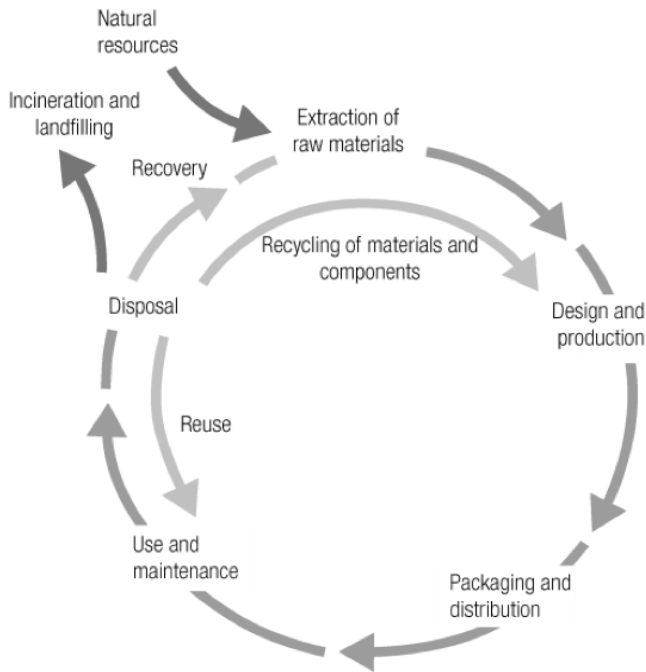 Natural
resources
Incineration and
landfilling
Extraction of
raw materials
Recovery
Recycling of materials and
components
Disposal
Design and
production
Reuse
Use and
maintenance
Packaging and
distribution